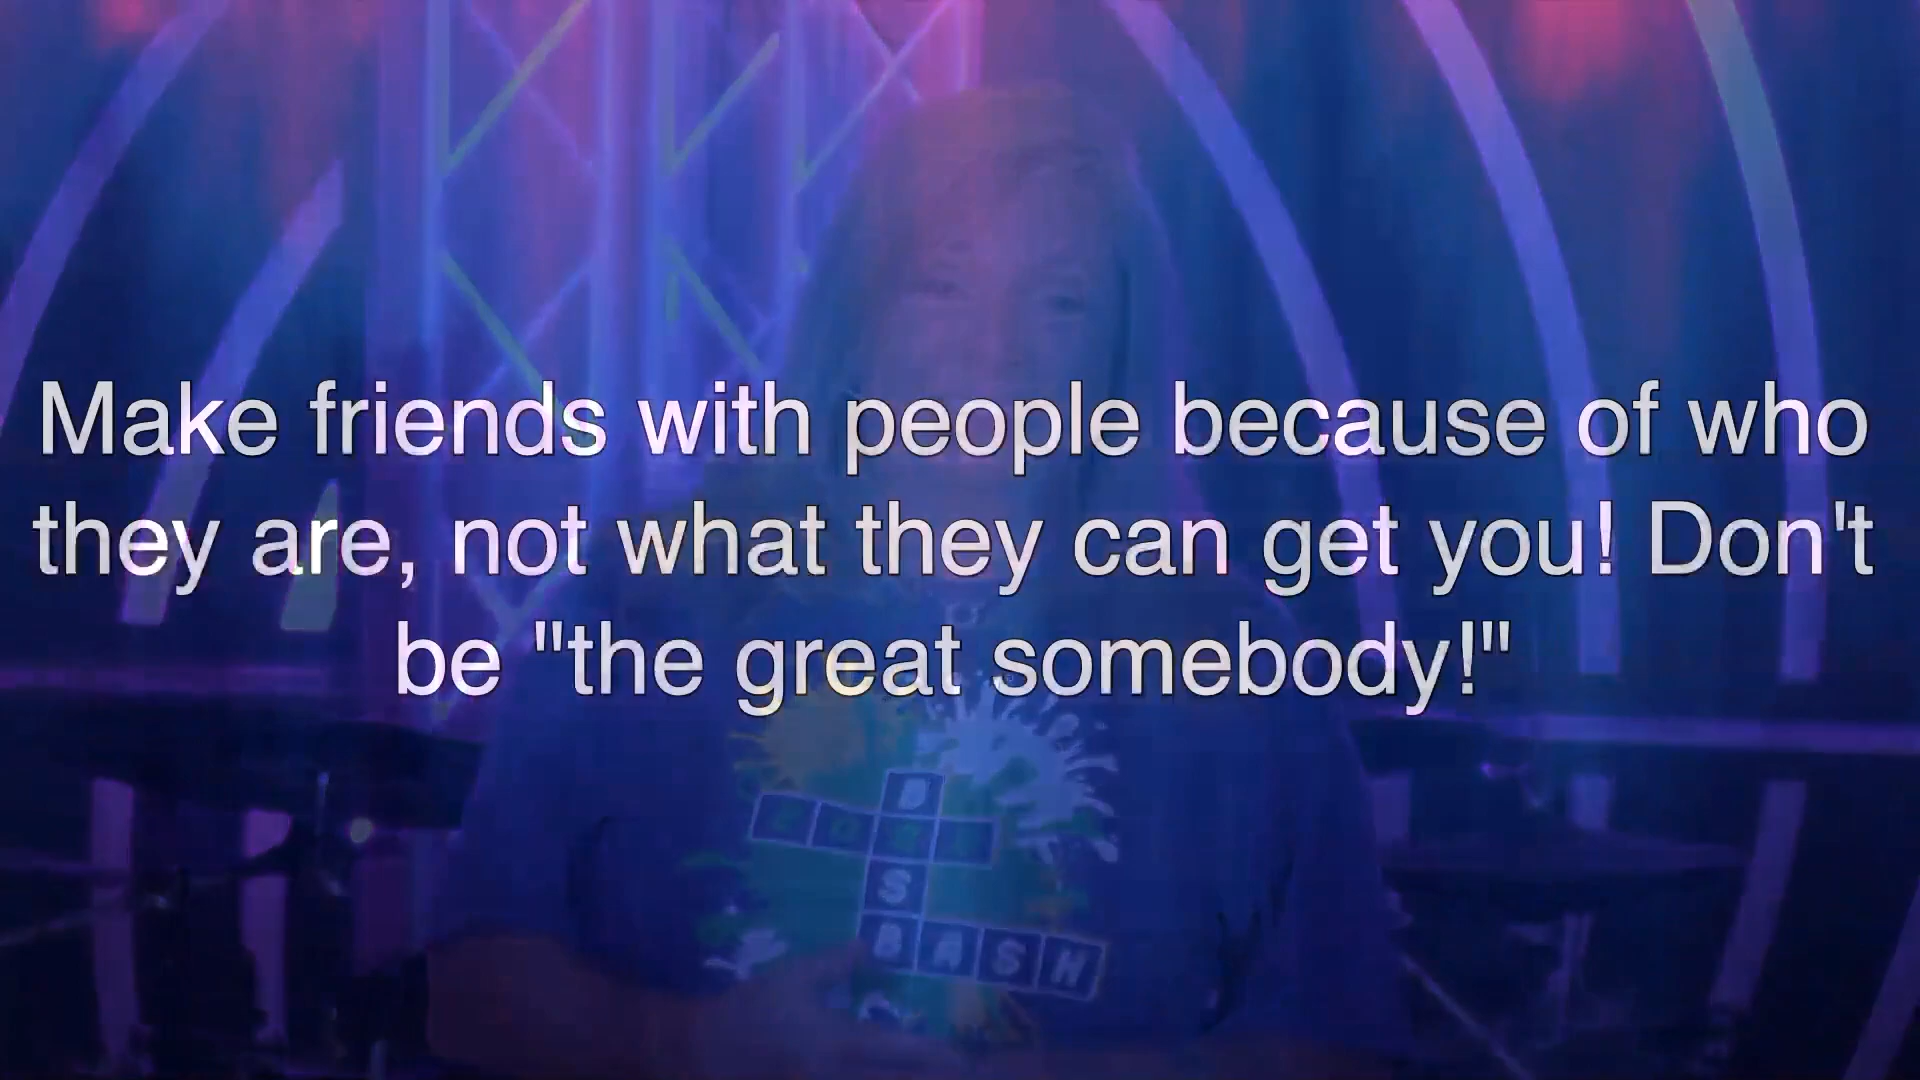 Make friends with people because of who
they are, not what they can get you! Don't
be "the great somebody!"
D
S
BASH